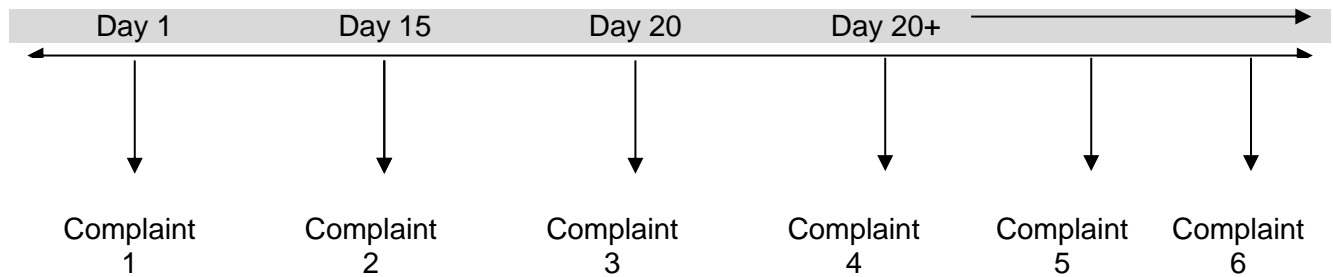 Day 1 Day 15 Day 20 Day 20+
Complaint Complaint Complaint Complaint Complaint Complaint
1 2 3 4 5 6